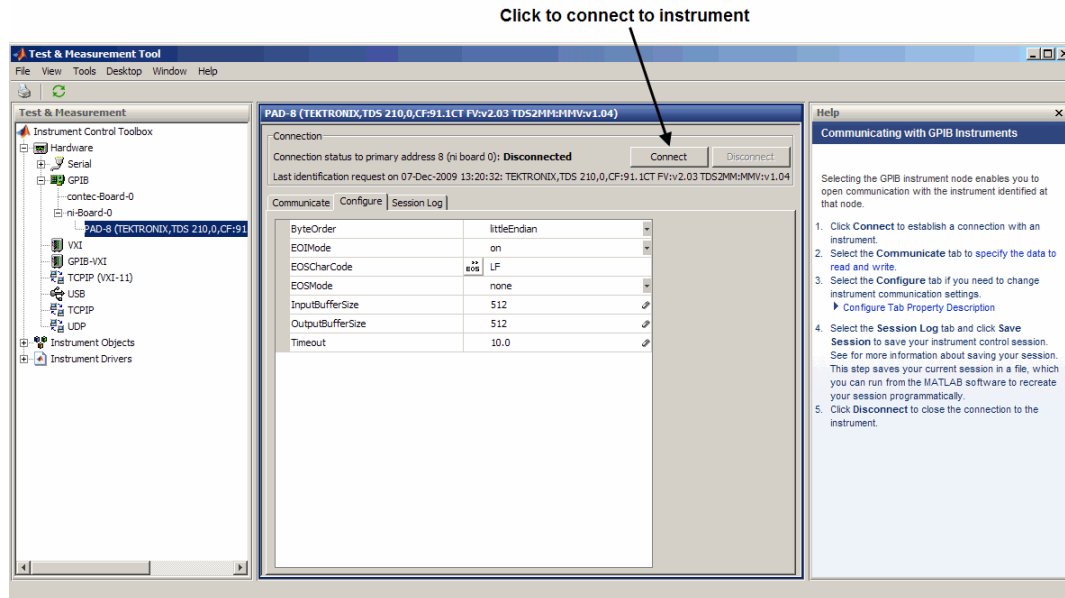 Click to connect to instrument
Test & Measurement Tool
File View Tools Desktop Window Help
Test & Measurement
Instrument Control Toolbox
Hardware
Serial
GPIB
contec-Board-0
ni-Board-0
PAD-8 (TEKTRONIX,TDS 210,0,CF:91
VXI
GPIB-VXI
TCPIP (VXI-11)
USB
TCPIP
UDP
Instrument Objects
Instrument Drivers
PAD-8 (TEKTRONIX,TDS 210,0,CF:91.1CT FV:v2.03 TDS2MM:MMV:v1.04)
Connection
Connection status to primary address 8 (ni board 0): Disconnected
Connect Disconnect
Last identification request on 07-Dec-2009 13:20:32: TEKTRONIX,TDS 210,0,CF:91.1CT FV:v2.03 TDS2MM:MMV:v1.04
Communicate Configure Session Log
ByteOrder littleEndian
EOIMode on
EOSCharCode EOS LF
EOSMode none
InputBufferSize 512
OutputBufferSize 512
Timeout 10.0
Help
Communicating with GPIB Instruments
Selecting the GPIB instrument node enables you to
open communication with the instrument identified at
that node.
1. Click Connect to establish a connection with an
instrument.
2. Select the Communicate tab to specify the data to
read and write.
3. Select the Configure tab if you need to change
instrument communication settings.
Configure Tab Property Description
4. Select the Session Log tab and click Save
Session to save your instrument control session.
See for more information about saving your session.
This step saves your current session in a file, which
you can run from the MATLAB software to recreate
your session programmatically.
5. Click Disconnect to close the connection to the
instrument.